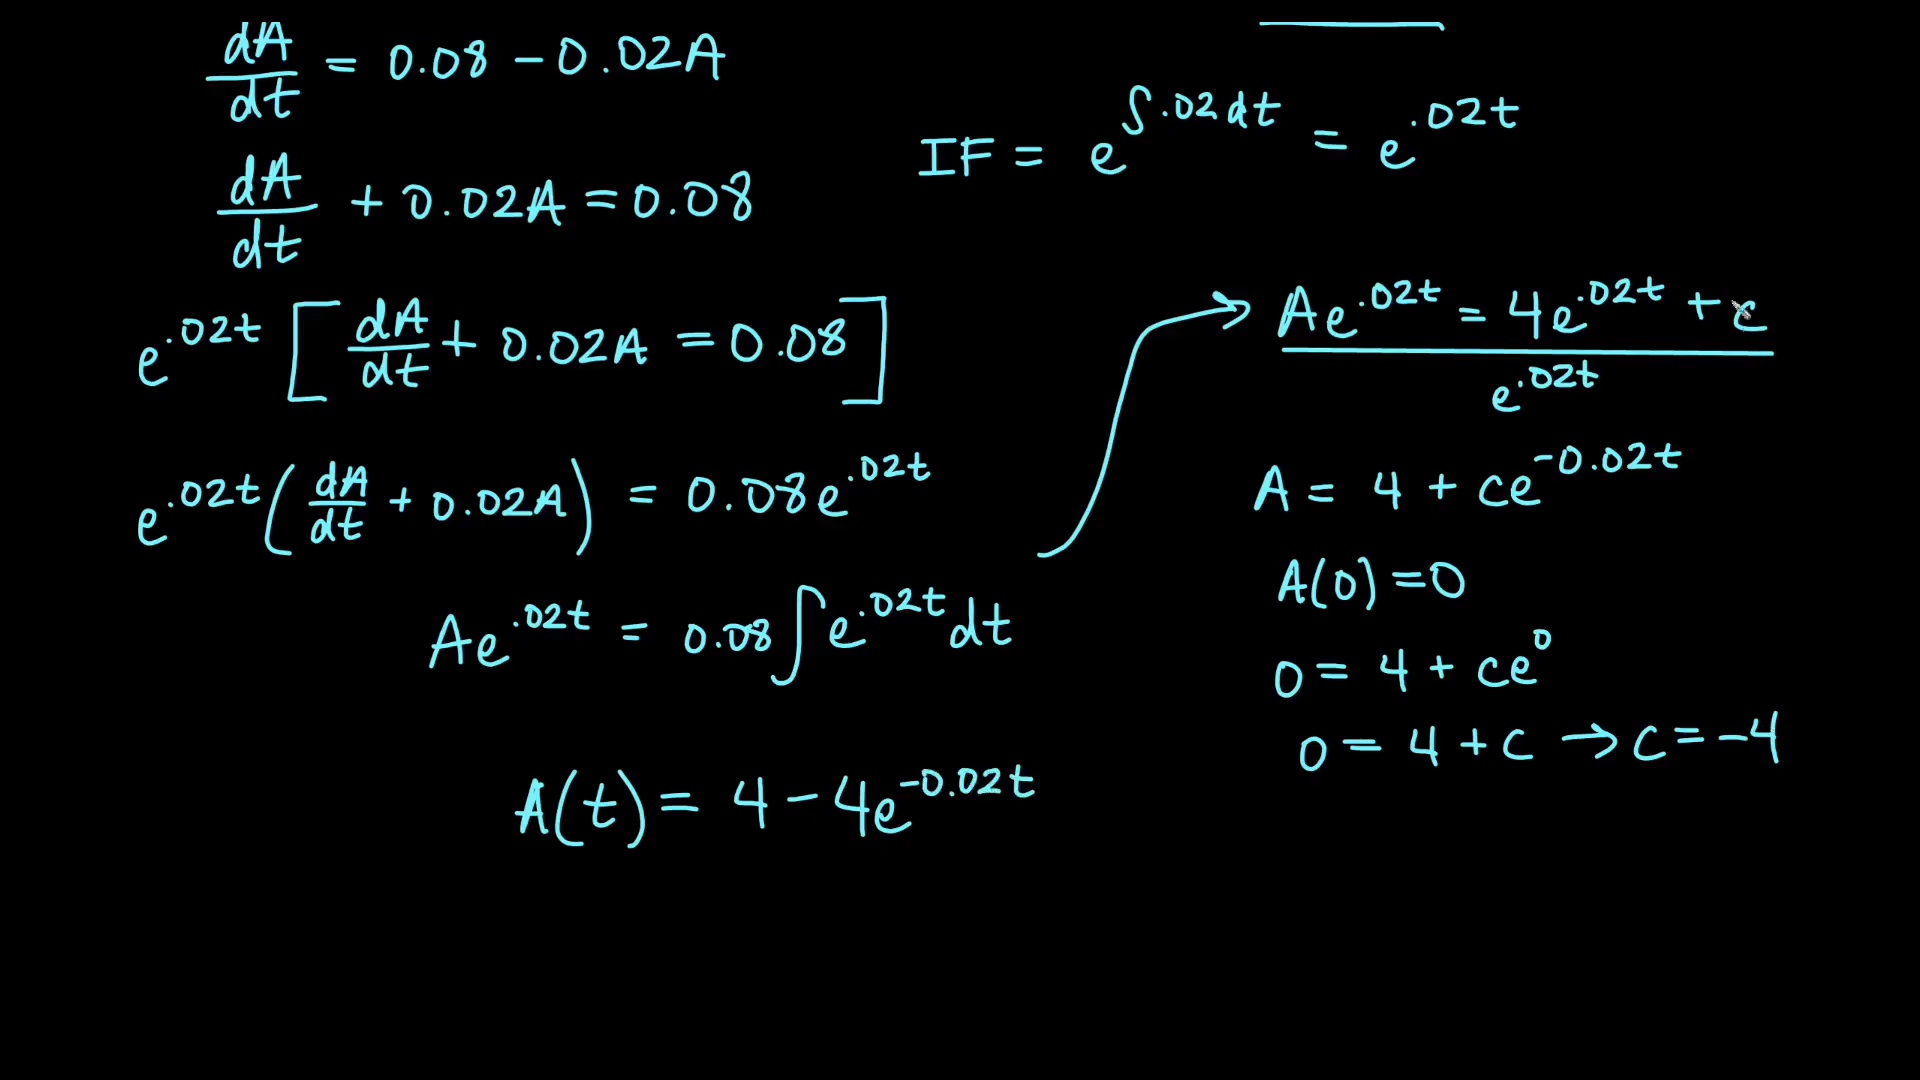 dA/dt = 0.08 - 0.02A
dA/dt + 0.02A = 0.08
e^.02t [ dA/dt + 0.02A = 0.08 ]
e^.02t ( dA/dt + 0.02A ) = 0.08e^.02t
Ae^.02t = 0.08 ∫ e^.02t dt
A(t) = 4 - 4e^-0.02t
IF = e^∫.02dt = e^.02t
Ae^.02t = 4e^.02t + c
e^.02t
A = 4 + ce^-0.02t
A(0) = 0
0 = 4 + ce^0
0 = 4 + c → c = -4